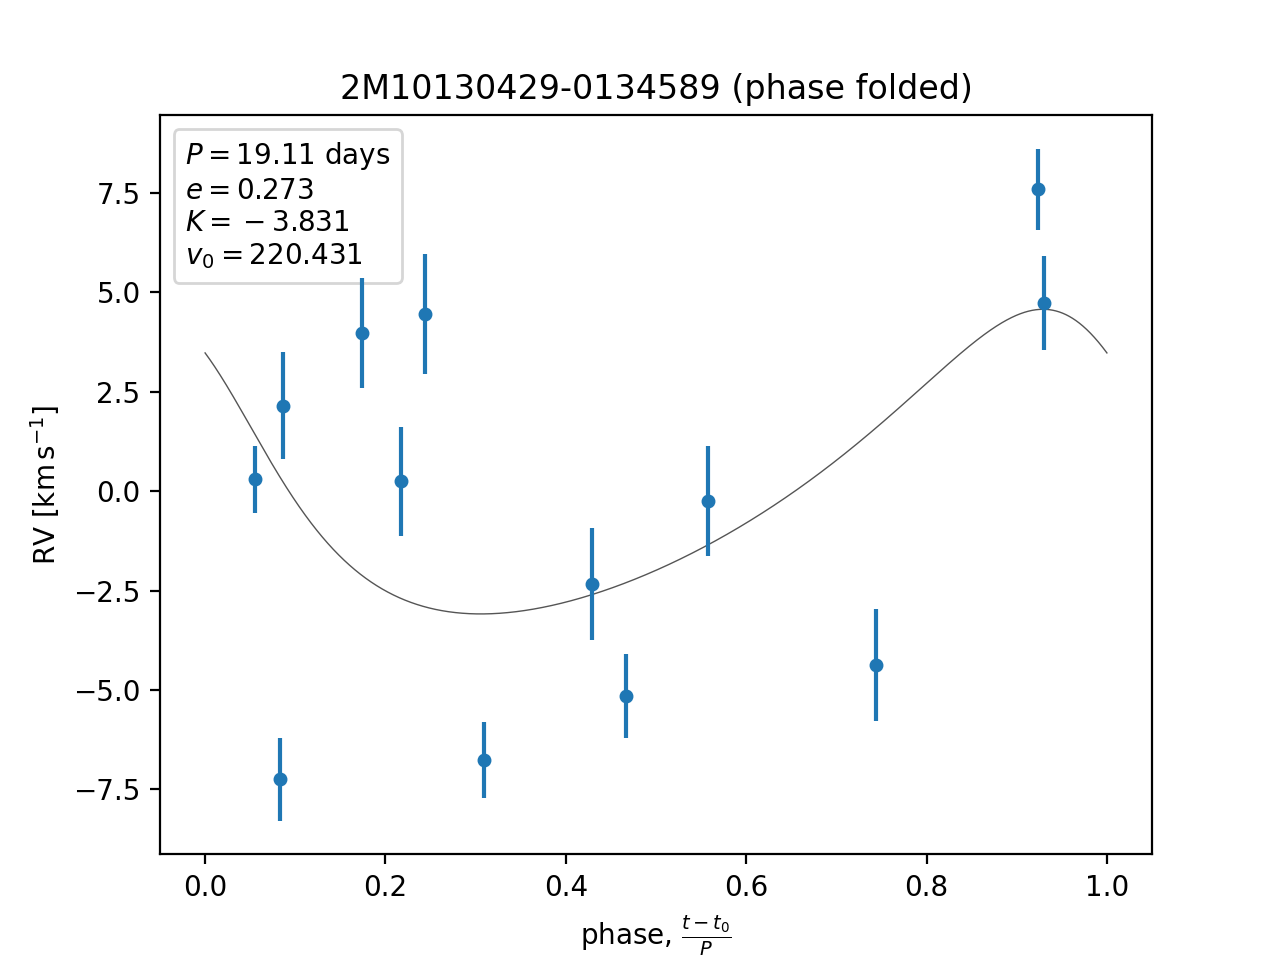 2M10130429-0134589 (phase folded)
P = 19.11 days
e = 0.273
K = −3.831
v₀ = 220.431
RV [km s⁻¹]
7.5
5.0
2.5
0.0
−2.5
−5.0
−7.5
0.0 0.2 0.4 0.6 0.8 1.0
phase, (t − t₀)/P